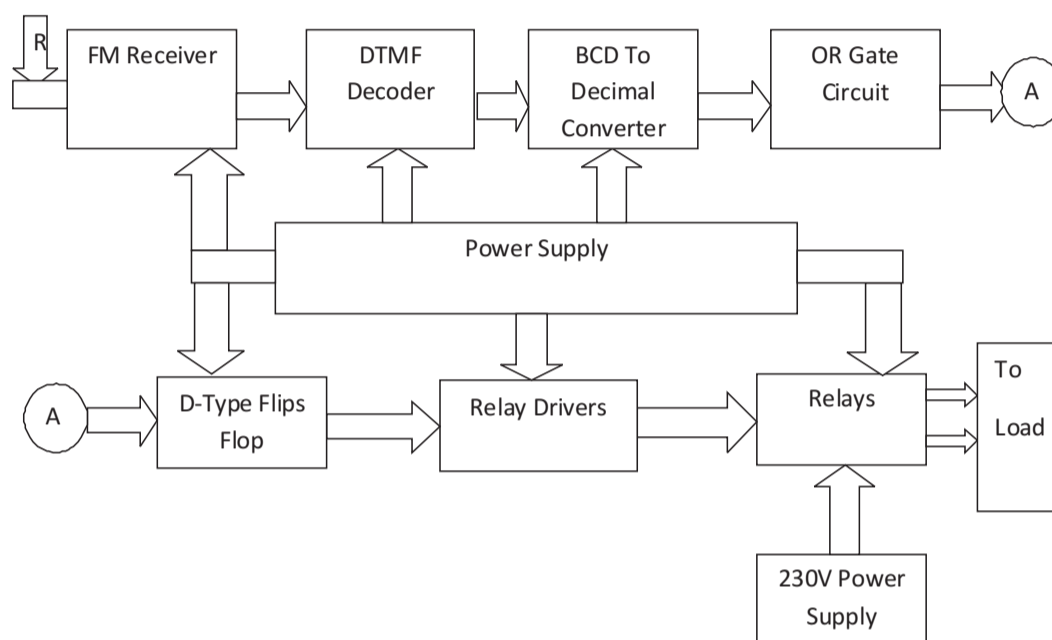 R
FM Receiver
DTMF
Decoder
BCD To
Decimal
Converter
OR Gate
Circuit
A
Power Supply
A
D-Type Flips
Flop
Relay Drivers
Relays
To
Load
230V Power
Supply